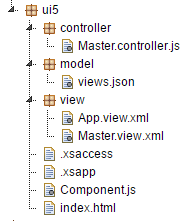 ui5
controller
Master.controller.js
model
views.json
view
App.view.xml
Master.view.xml
.xsaccess
.xsapp
Component.js
index.html